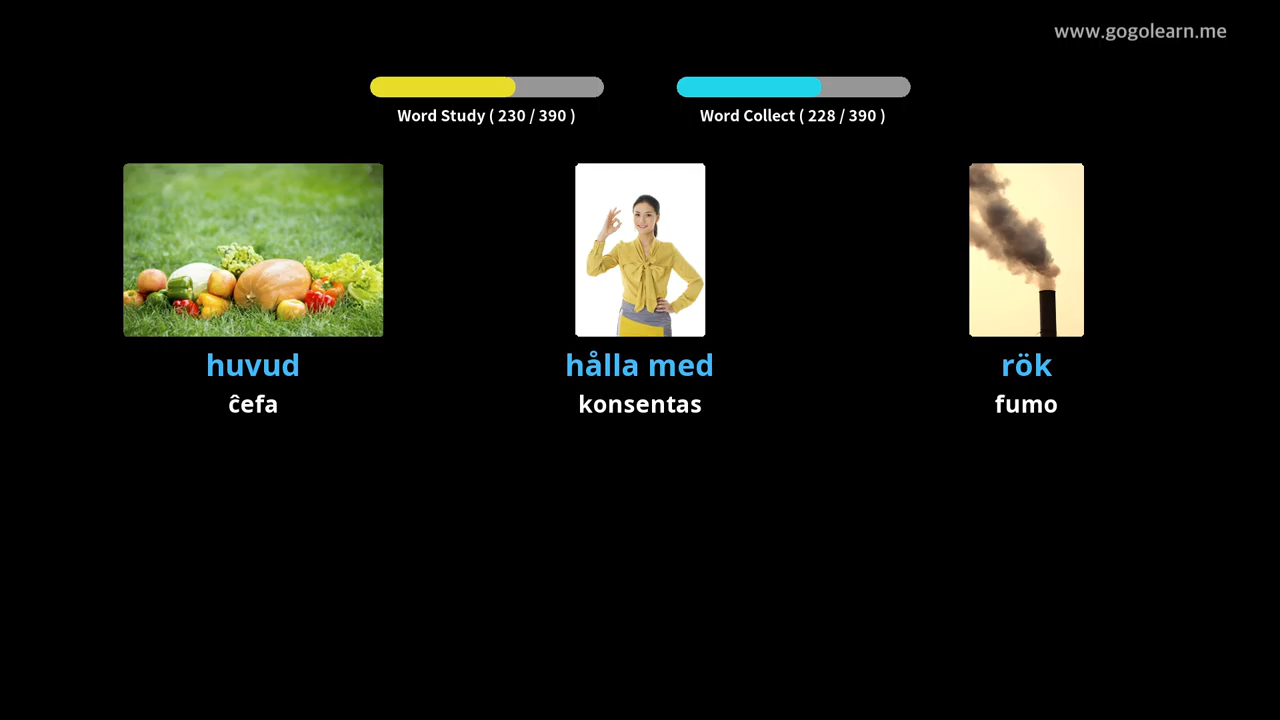 www.gogolearn.me
Word Study ( 230 / 390 )
Word Collect ( 228 / 390 )
huvud
ĉefa
hålla med
konsentas
rök
fumo